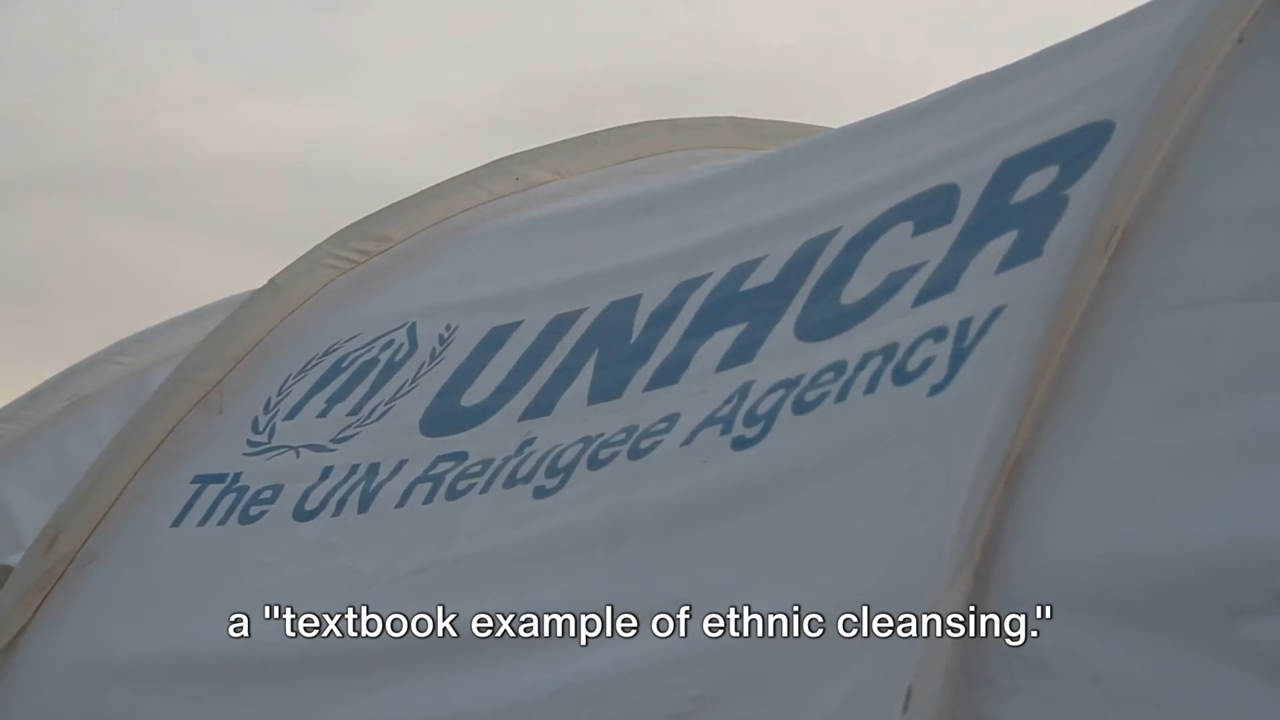 UNHCR
The UN Refugee Agency
a "textbook example of ethnic cleansing."